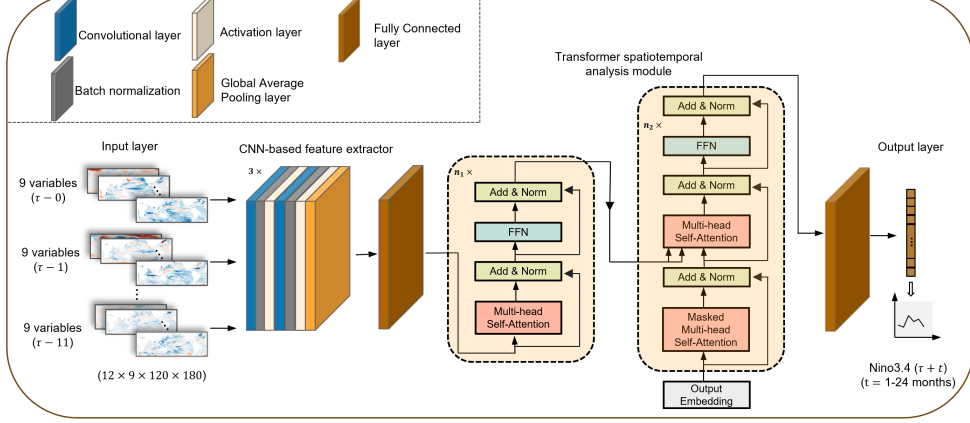 Convolutional layer
Activation layer
Fully Connected
layer
Batch normalization
Global Average
Pooling layer
Input layer
9 variables
(τ − 0)
9 variables
(τ − 1)
9 variables
(τ − 11)
(12 × 9 × 120 × 180)
CNN-based feature extractor
3 ×
n₁ ×
Add & Norm
FFN
Add & Norm
Multi-head
Self-Attention
Transformer spatiotemporal
analysis module
n₂ ×
Add & Norm
FFN
Add & Norm
Multi-head
Self-Attention
Add & Norm
Masked
Multi-head
Self-Attention
Output
Embedding
Output layer
Nino3.4 (τ + t)
(t = 1-24 months)